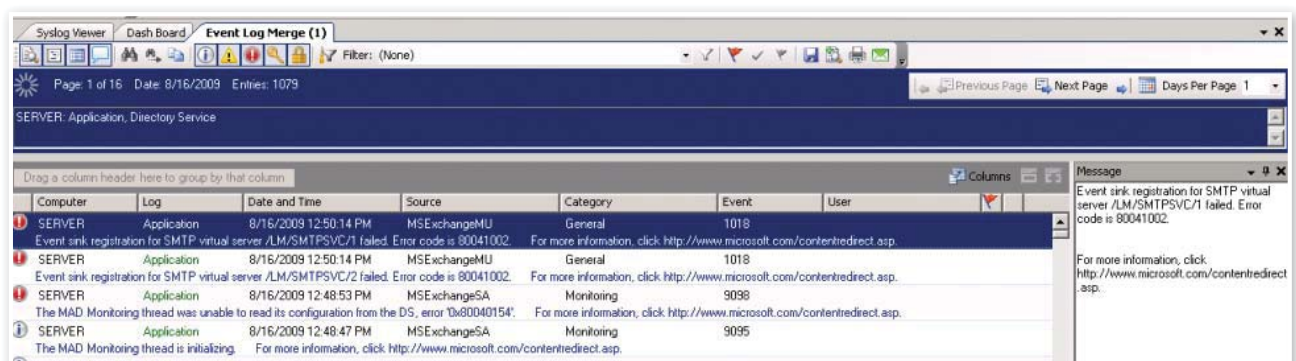 Syslog Viewer Dash Board Event Log Merge (1)
Filter: (None)
Page: 1 of 16 Date: 8/16/2009 Entries: 1079
Previous Page Next Page Days Per Page 1
SERVER: Application, Directory Service
Drag a column header here to group by that column
Columns
Computer Log Date and Time Source Category Event User
SERVER Application 8/16/2009 12:50:14 PM MSExchangeMU General 1018
Event sink registration for SMTP virtual server /LM/SMTPSVC/1 failed. Error code is 80041002. For more information, click http://www.microsoft.com/contentredirect.asp.
SERVER Application 8/16/2009 12:50:14 PM MSExchangeMU General 1018
Event sink registration for SMTP virtual server /LM/SMTPSVC/2 failed. Error code is 80041002. For more information, click http://www.microsoft.com/contentredirect.asp.
SERVER Application 8/16/2009 12:48:53 PM MSExchangeSA Monitoring 9098
The MAD Monitoring thread was unable to read its configuration from the DS, error '0x80040154'. For more information, click http://www.microsoft.com/contentredirect.asp.
SERVER Application 8/16/2009 12:48:47 PM MSExchangeSA Monitoring 9095
The MAD Monitoring thread is initializing. For more information, click http://www.microsoft.com/contentredirect.asp.
Message
Event sink registration for SMTP virtual
server /LM/SMTPSVC/1 failed. Error
code is 80041002.
For more information, click
http://www.microsoft.com/contentredirect
.asp.